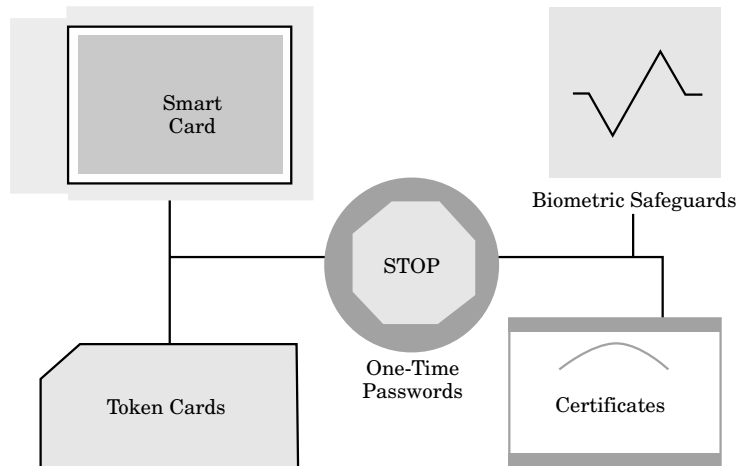 Smart
Card
Biometric Safeguards
STOP
One-Time
Passwords
Token Cards
Certificates